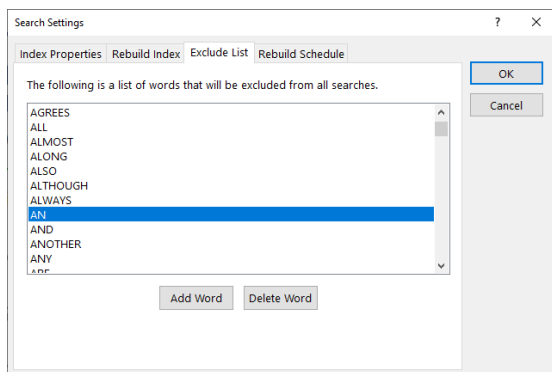 Search Settings
? ×
Index Properties Rebuild Index Exclude List Rebuild Schedule
The following is a list of words that will be excluded from all searches.
OK
Cancel
AGREES
ALL
ALMOST
ALONG
ALSO
ALTHOUGH
ALWAYS
AN
AND
ANOTHER
ANY
Add Word Delete Word